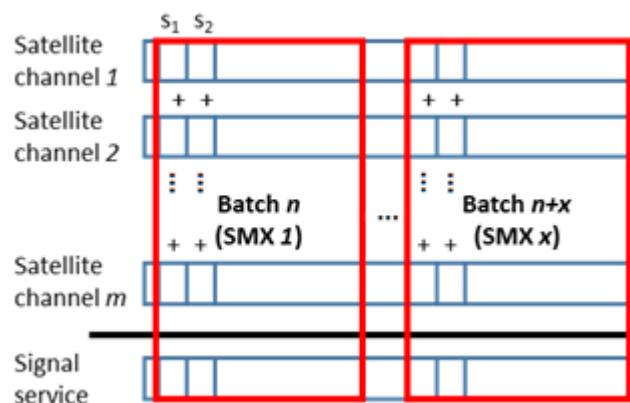 s1 s2
Satellite
channel 1
+ + + +
Satellite
channel 2
Batch n
(SMX 1)
...
Batch n+x
(SMX x)
+ + + +
Satellite
channel m
Signal
service